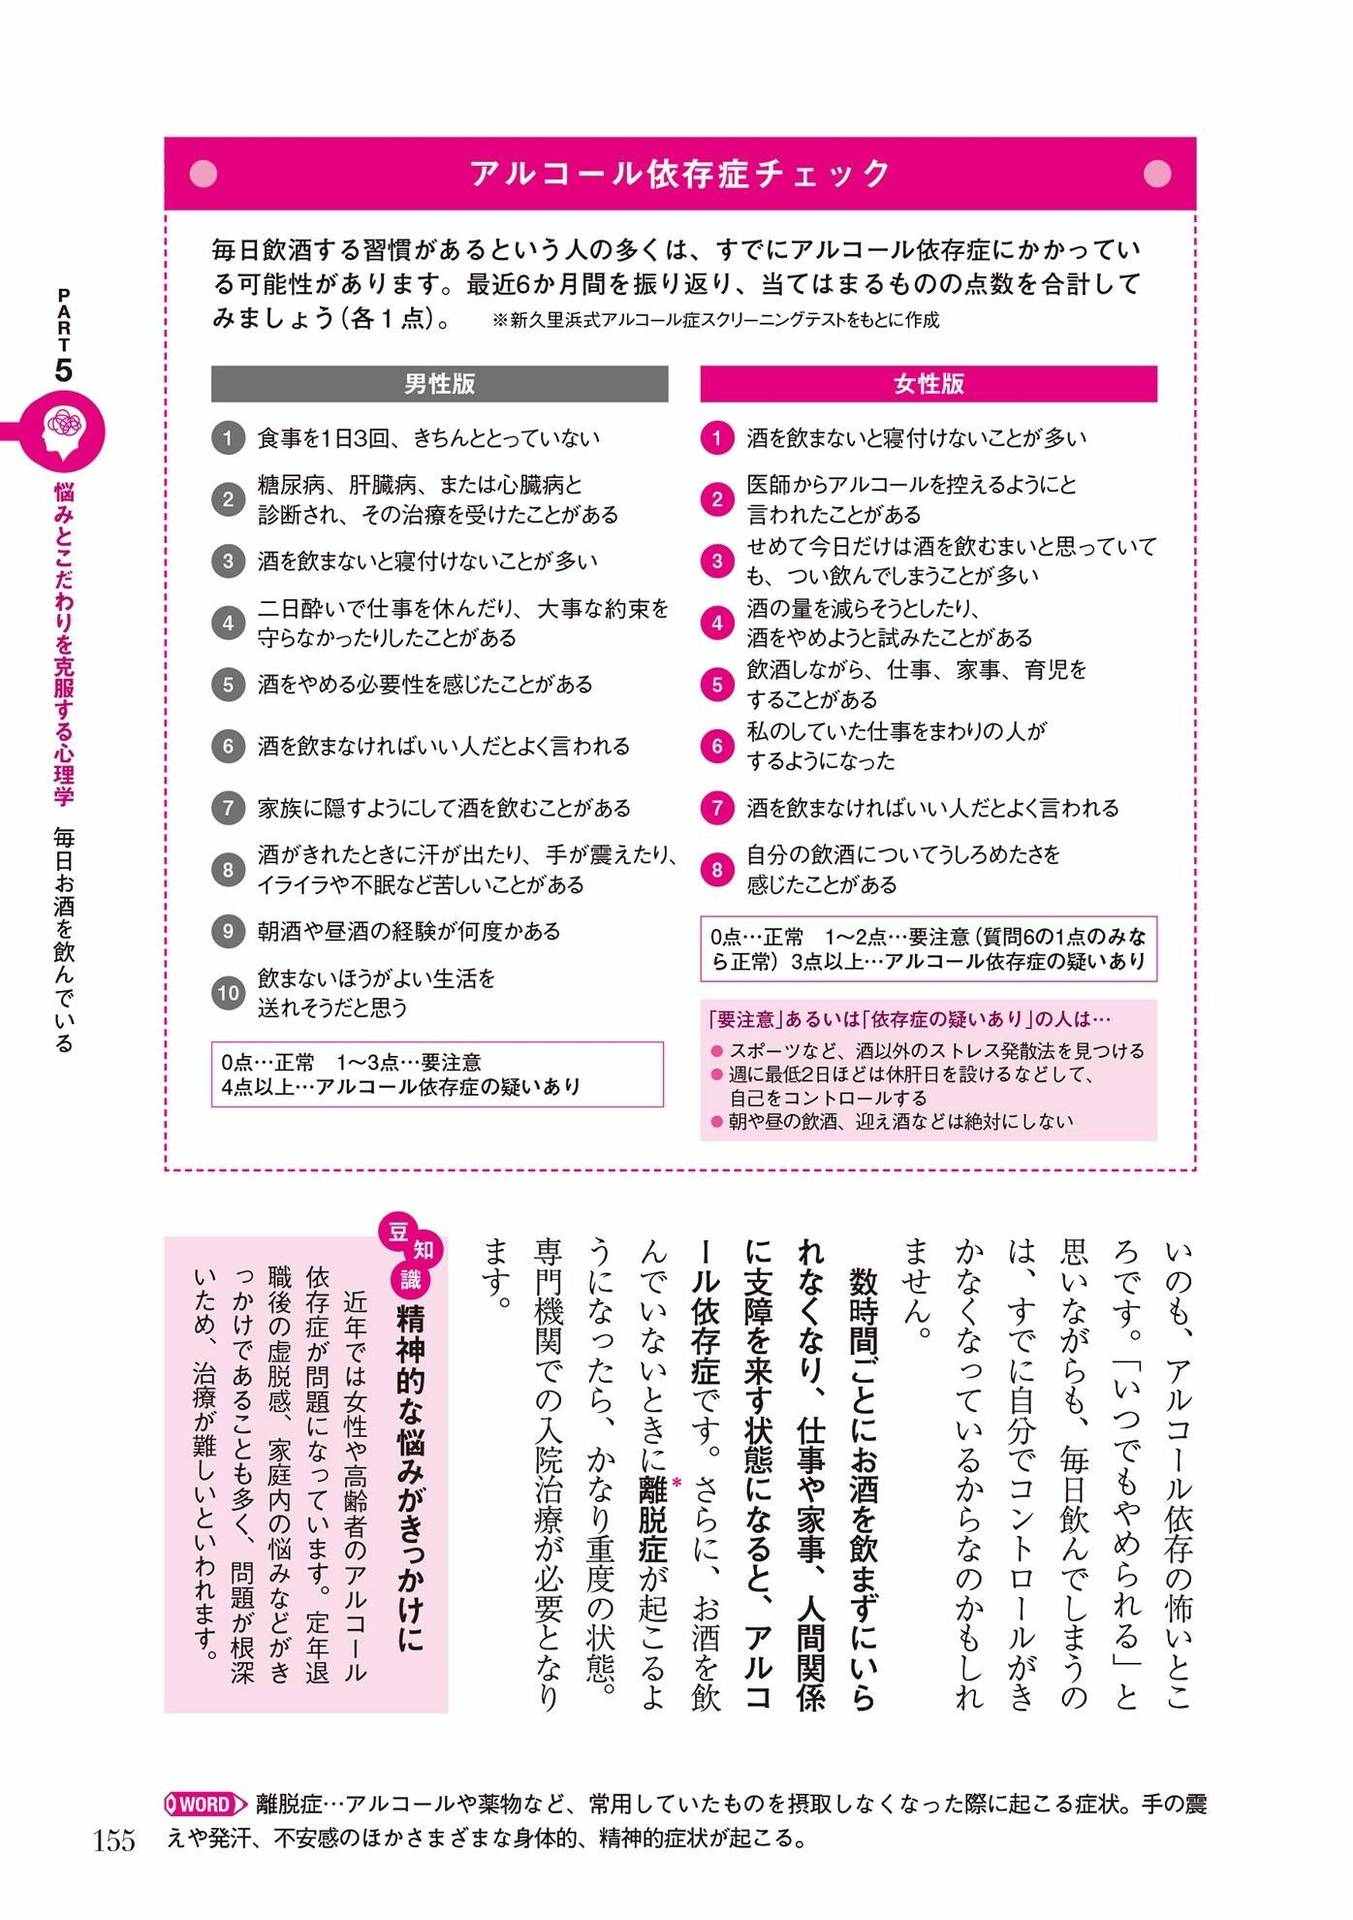 アルコール依存症チェック
毎日飲酒する習慣があるという人の多くは、すでにアルコール依存症にかかってい
る可能性があります。最近6か月間を振り返り、当てはまるものの点数を合計して
みましょう(各1点)。 ※新久里浜式アルコール症スクリーニングテストをもとに作成
男性版
1 食事を1日3回、きちんととっていない
2 糖尿病、肝臓病、または心臓病と
診断され、その治療を受けたことがある
3 酒を飲まないと寝付けないことが多い
4 二日酔いで仕事を休んだり、大事な約束を
守らなかったりしたことがある
5 酒をやめる必要性を感じたことがある
6 酒を飲まなければいい人だとよく言われる
7 家族に隠すようにして酒を飲むことがある
8 酒がきれたときに汗が出たり、手が震えたり、
イライラや不眠など苦しいことがある
9 朝酒や昼酒の経験が何度かある
10 飲まないほうがよい生活を
送れそうだと思う
0点…正常 1〜3点…要注意
4点以上…アルコール依存症の疑いあり
女性版
1 酒を飲まないと寝付けないことが多い
2 医師からアルコールを控えるようにと
言われたことがある
3 せめて今日だけは酒を飲むまいと思っていて
も、つい飲んでしまうことが多い
4 酒の量を減らそうとしたり、
酒をやめようと試みたことがある
5 飲酒しながら、仕事、家事、育児を
することがある
6 私のしていた仕事をまわりの人が
するようになった
7 酒を飲まなければいい人だとよく言われる
8 自分の飲酒についてうしろめたさを
感じたことがある
0点…正常 1〜2点…要注意(質問6の1点のみな
ら正常) 3点以上…アルコール依存症の疑いあり
「要注意」あるいは「依存症の疑いあり」の人は…
● スポーツなど、酒以外のストレス発散法を見つける
● 週に最低2日ほどは休肝日を設けるなどして、
自己をコントロールする
● 朝や昼の飲酒、迎え酒などは絶対にしない
PART 5
悩みとこだわりを克服する心理学 毎日お酒を飲んでいる
いのも、アルコール依存の怖いとこ
ろです。「いつでもやめられる」と
思いながらも、毎日飲んでしまうの
は、すでに自分でコントロールがき
かなくなっているからなのかもしれ
ません。
数時間ごとにお酒を飲まずにいら
れなくなり、仕事や家事、人間関係
に支障を来す状態になると、アルコ
ール依存症です。さらに、お酒を飲
んでいないときに離脱症*が起こるよ
うになったら、かなり重度の状態。
専門機関での入院治療が必要となり
ます。
豆知識 精神的な悩みがきっかけに
近年では女性や高齢者のアルコール
依存症が問題になっています。定年退
職後の虚脱感、家庭内の悩みなどがき
っかけであることも多く、問題が根深
いため、治療が難しいといわれます。
WORD 離脱症…アルコールや薬物など、常用していたものを摂取しなくなった際に起こる症状。手の震
えや発汗、不安感のほかさまざまな身体的、精神的症状が起こる。
155